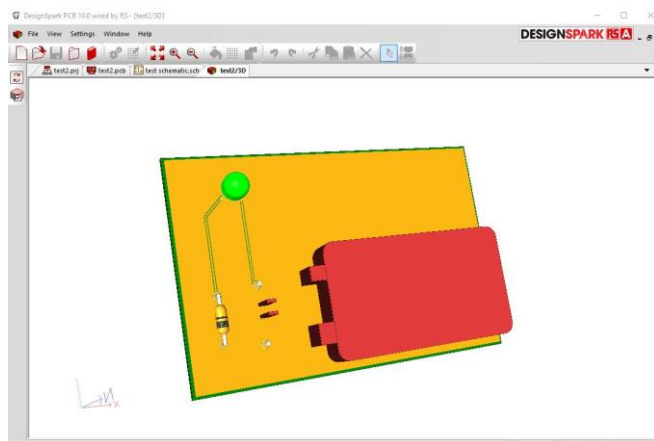 DesignSpark PCB 10.0 wired by RS - [test2/3D]
File View Settings Window Help
DESIGNSPARK RS
test2.prj test2.pcb test schematic.sch test2/3D
X